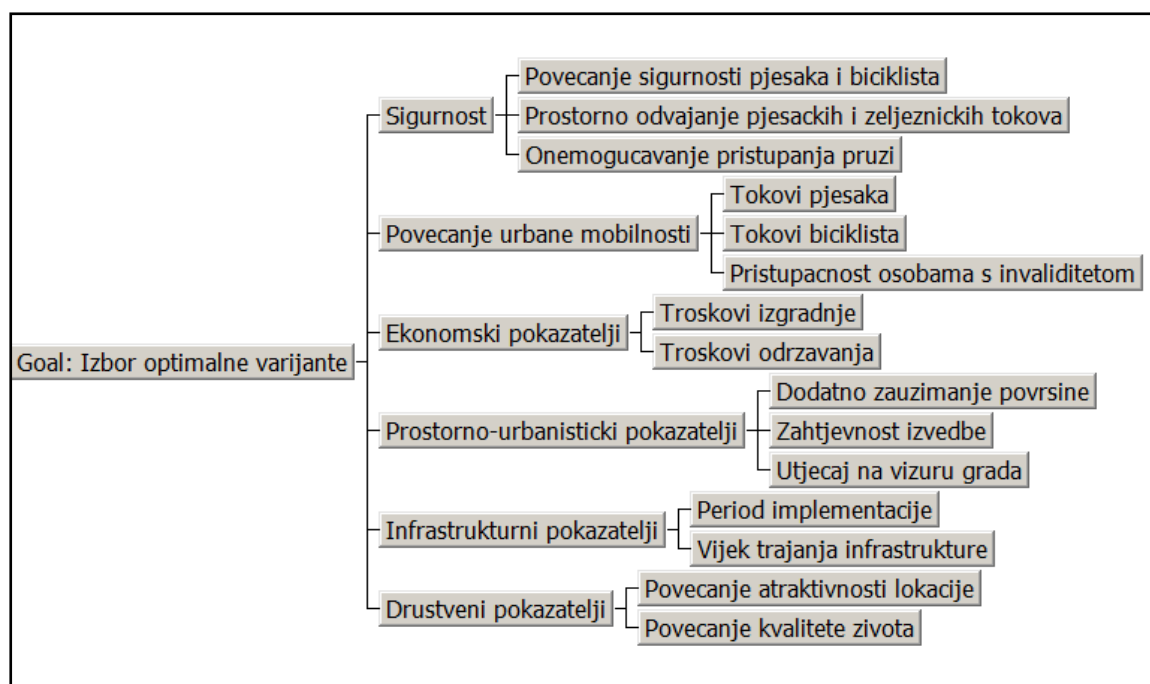 Povecanje sigurnosti pjesaka i biciklista
Sigurnost
Prostorno odvajanje pjesackih i zeljeznickih tokova
Onemogucavanje pristupanja pruzi
Tokovi pjesaka
Povecanje urbane mobilnosti
Tokovi biciklista
Pristupacnost osobama s invaliditetom
Troskovi izgradnje
Ekonomski pokazatelji
Troskovi odrzavanja
Goal: Izbor optimalne varijante
Dodatno zauzimanje povrsine
Prostorno-urbanisticki pokazatelji
Zahtjevnost izvedbe
Utjecaj na vizuru grada
Period implementacije
Infrastrukturni pokazatelji
Vijek trajanja infrastrukture
Povecanje atraktivnosti lokacije
Drustveni pokazatelji
Povecanje kvalitete zivota